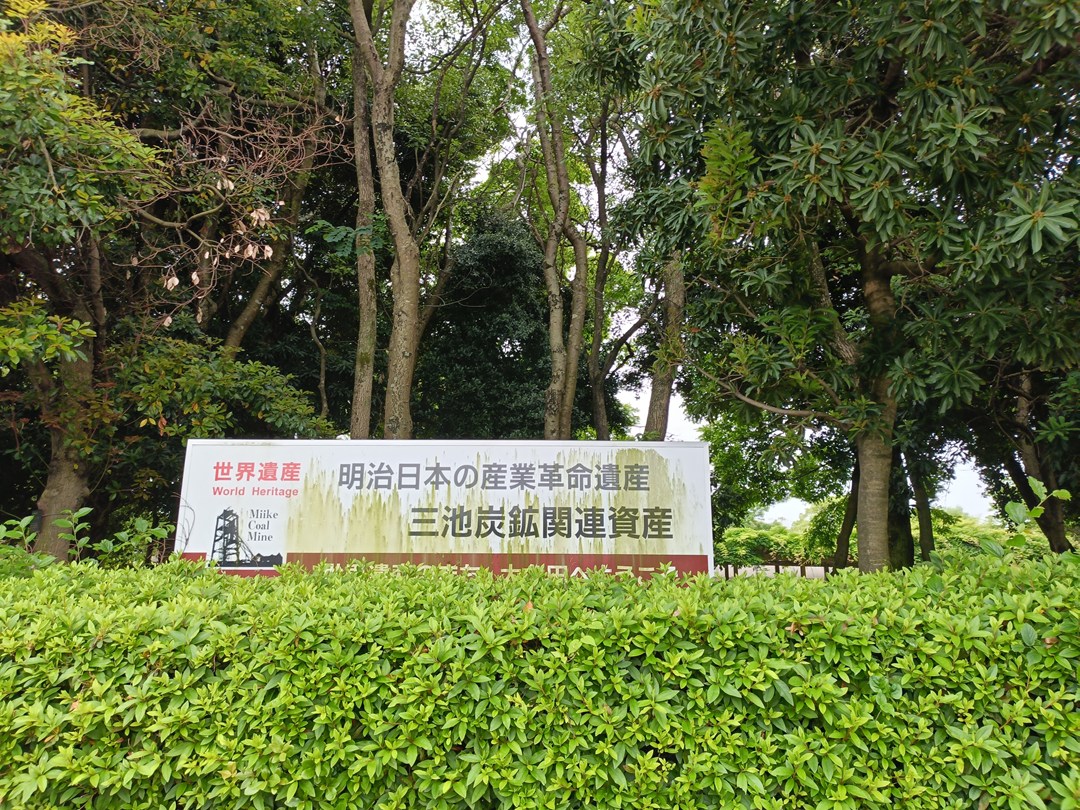 世界遺産
World Heritage
明治日本の産業革命遺産
Miike
Coal
Mine
三池炭鉱関連資産